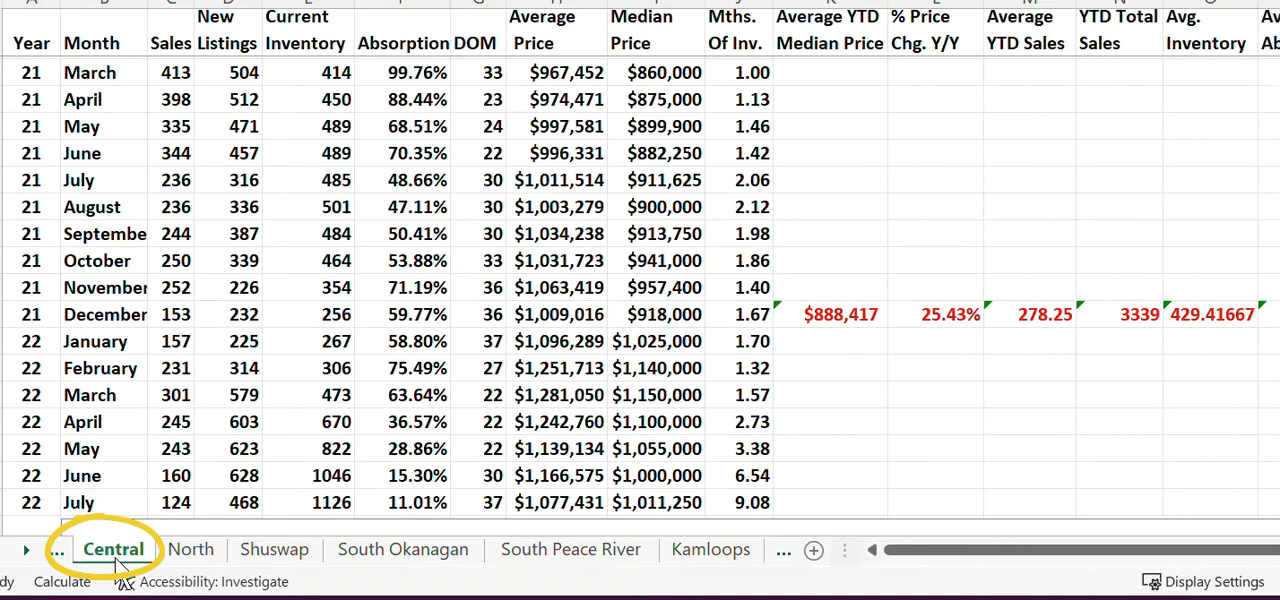 New Current Average Median Mths. Average YTD % Price Average YTD Total Avg.
Year Month Sales Listings Inventory Absorption DOM Price Price Of Inv. Median Price Chg. Y/Y YTD Sales Sales Inventory
21 March 413 504 414 99.76% 33 $967,452 $860,000 1.00
21 April 398 512 450 88.44% 23 $974,471 $875,000 1.13
21 May 335 471 489 68.51% 24 $997,581 $899,900 1.46
21 June 344 457 489 70.35% 22 $996,331 $882,250 1.42
21 July 236 316 485 48.66% 30 $1,011,514 $911,625 2.06
21 August 236 336 501 47.11% 30 $1,003,279 $900,000 2.12
21 Septembe 244 387 484 50.41% 30 $1,034,238 $913,750 1.98
21 October 250 339 464 53.88% 33 $1,031,723 $941,000 1.86
21 November 252 226 354 71.19% 36 $1,063,419 $957,400 1.40
21 December 153 232 256 59.77% 36 $1,009,016 $918,000 1.67 $888,417 25.43% 278.25 3339 429.41667
22 January 157 225 267 58.80% 37 $1,096,289 $1,025,000 1.70
22 February 231 314 306 75.49% 27 $1,251,713 $1,140,000 1.32
22 March 301 579 473 63.64% 22 $1,281,050 $1,150,000 1.57
22 April 245 603 670 36.57% 22 $1,242,760 $1,100,000 2.73
22 May 243 623 822 28.86% 22 $1,139,134 $1,055,000 3.38
22 June 160 628 1046 15.30% 30 $1,166,575 $1,000,000 6.54
22 July 124 468 1126 11.01% 37 $1,077,431 $1,011,250 9.08
... Central North Shuswap South Okanagan South Peace River Kamloops ...
dy Calculate Accessibility: Investigate Display Settings